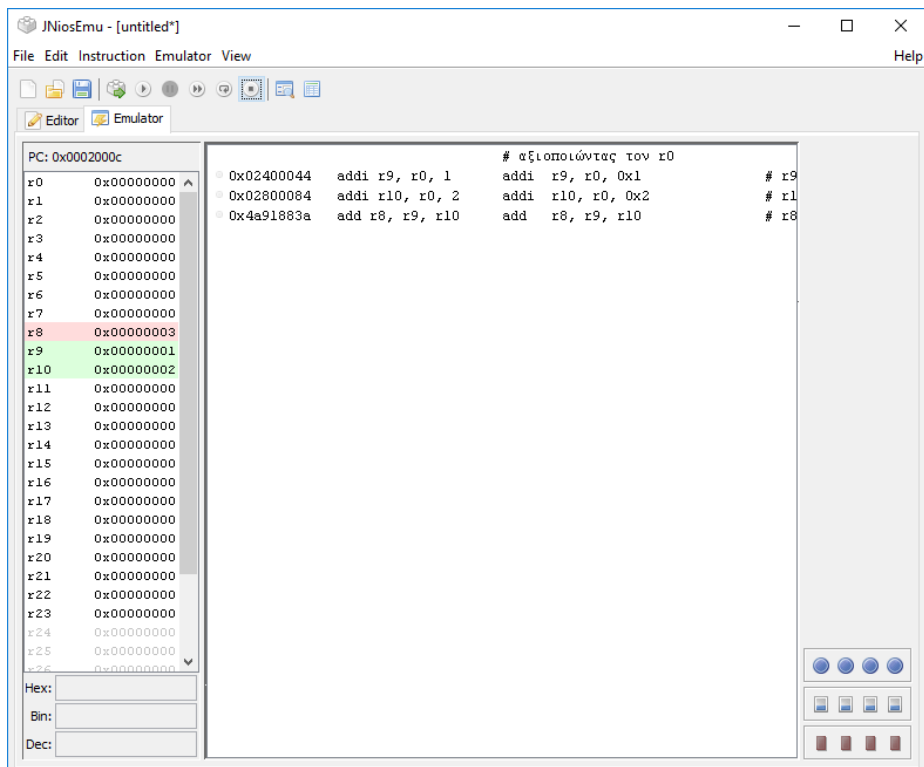 JNiosEmu - [untitled*]
File Edit Instruction Emulator View Help
Editor Emulator
PC: 0x0002000c
r0 0x00000000
r1 0x00000000
r2 0x00000000
r3 0x00000000
r4 0x00000000
r5 0x00000000
r6 0x00000000
r7 0x00000000
r8 0x00000003
r9 0x00000001
r10 0x00000002
r11 0x00000000
r12 0x00000000
r13 0x00000000
r14 0x00000000
r15 0x00000000
r16 0x00000000
r17 0x00000000
r18 0x00000000
r19 0x00000000
r20 0x00000000
r21 0x00000000
r22 0x00000000
r23 0x00000000
r24 0x00000000
r25 0x00000000
r26 0x00000000
Hex:
Bin:
Dec:
# αξιοποιώντας τον r0
0x02400044 addi r9, r0, 1 addi r9, r0, 0x1 # r9
0x02800084 addi r10, r0, 2 addi r10, r0, 0x2 # r1
0x4a91883a add r8, r9, r10 add r8, r9, r10 # r8